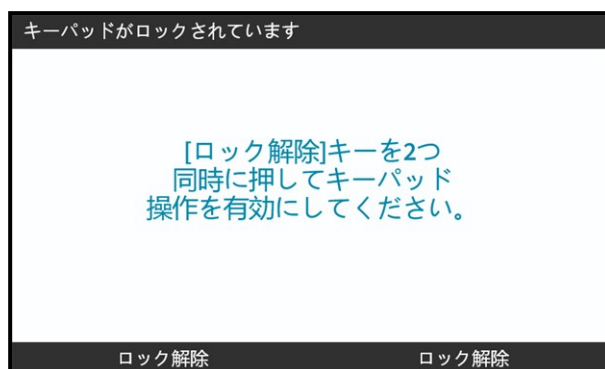 キーパッドがロックされています
[ロック解除]キーを2つ
同時に押してキーパッド
操作を有効にしてください。
ロック解除 ロック解除